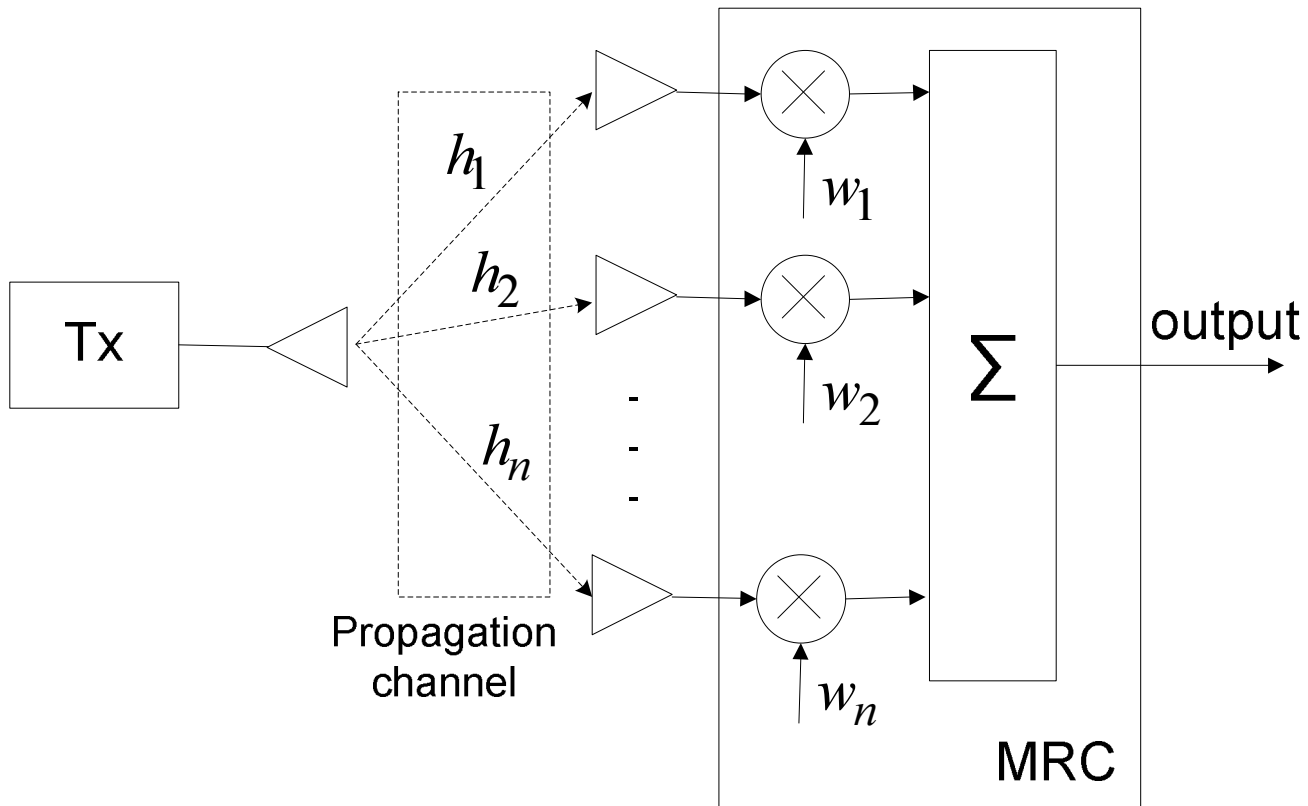 h1
w1
h2
Tx
Σ
output
w2
-
-
-
hn
Propagation
channel
wn
MRC